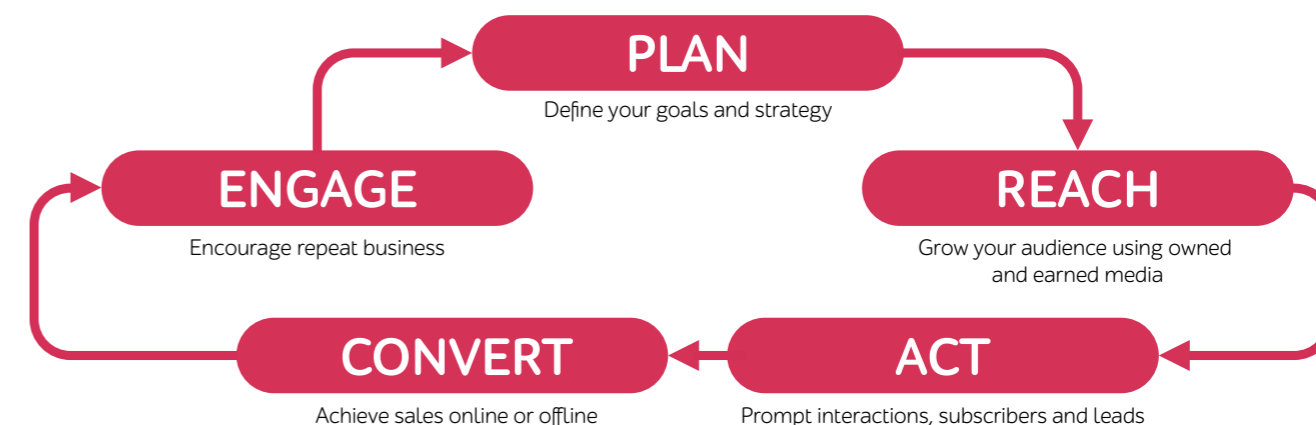 PLAN
Define your goals and strategy
ENGAGE
Encourage repeat business
REACH
Grow your audience using owned
and earned media
CONVERT
Achieve sales online or offline
ACT
Prompt interactions, subscribers and leads